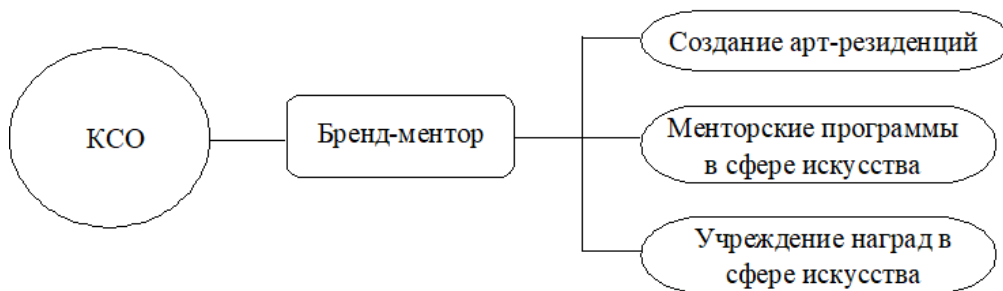 КСО
Бренд-ментор
Создание арт-резиденций
Менторские программы
в сфере искусства
Учреждение наград в
сфере искусства